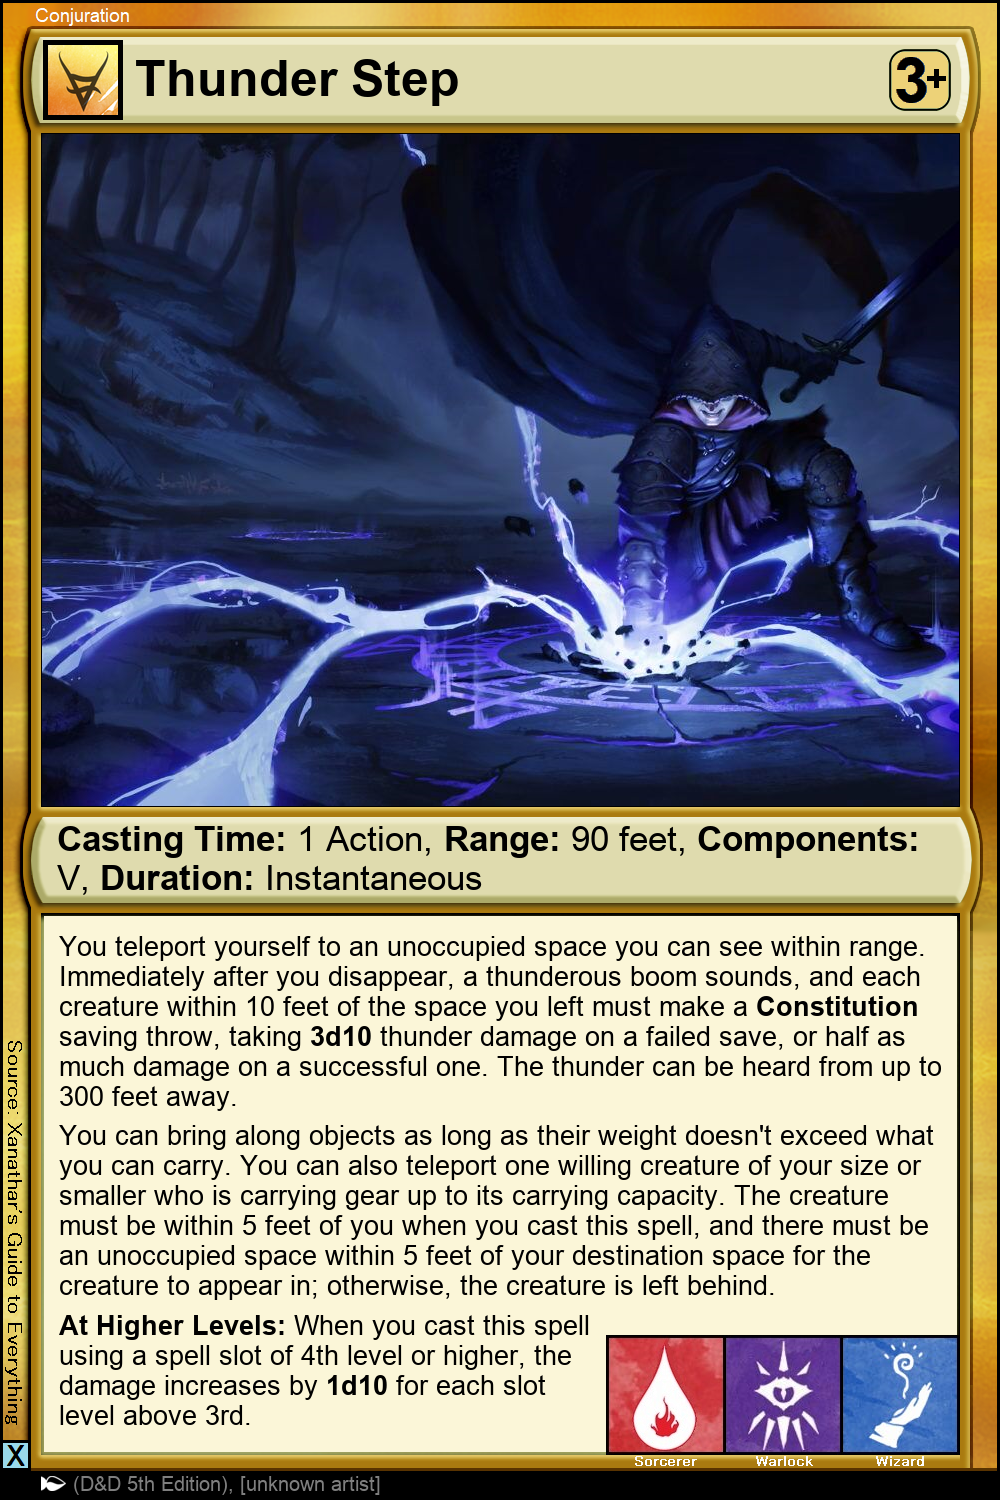 Conjuration
Thunder Step
3+
Casting Time: 1 Action, Range: 90 feet, Components:
V, Duration: Instantaneous
You teleport yourself to an unoccupied space you can see within range.
Immediately after you disappear, a thunderous boom sounds, and each
creature within 10 feet of the space you left must make a Constitution
saving throw, taking 3d10 thunder damage on a failed save, or half as
much damage on a successful one. The thunder can be heard from up to
300 feet away.
You can bring along objects as long as their weight doesn't exceed what
you can carry. You can also teleport one willing creature of your size or
smaller who is carrying gear up to its carrying capacity. The creature
must be within 5 feet of you when you cast this spell, and there must be
an unoccupied space within 5 feet of your destination space for the
creature to appear in; otherwise, the creature is left behind.
At Higher Levels: When you cast this spell
using a spell slot of 4th level or higher, the
damage increases by 1d10 for each slot
level above 3rd.
Sorcerer
Warlock
Wizard
Source: Xanathar's Guide to Everything
X
(D&D 5th Edition), [unknown artist]